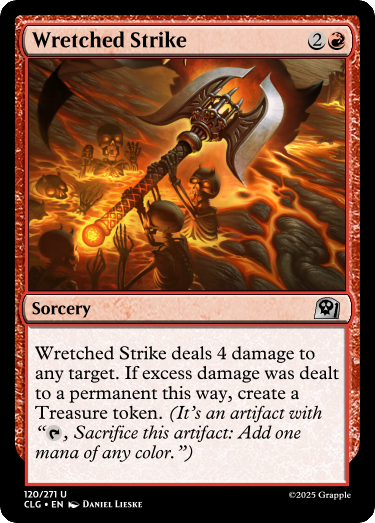 Wretched Strike 2
Sorcery
Wretched Strike deals 4 damage to
any target. If excess damage was dealt
to a permanent this way, create a
Treasure token. (It's an artifact with
“, Sacrifice this artifact: Add one
mana of any color.”)
120/271 U
CLG • EN Daniel Lieske
©2025 Grapple